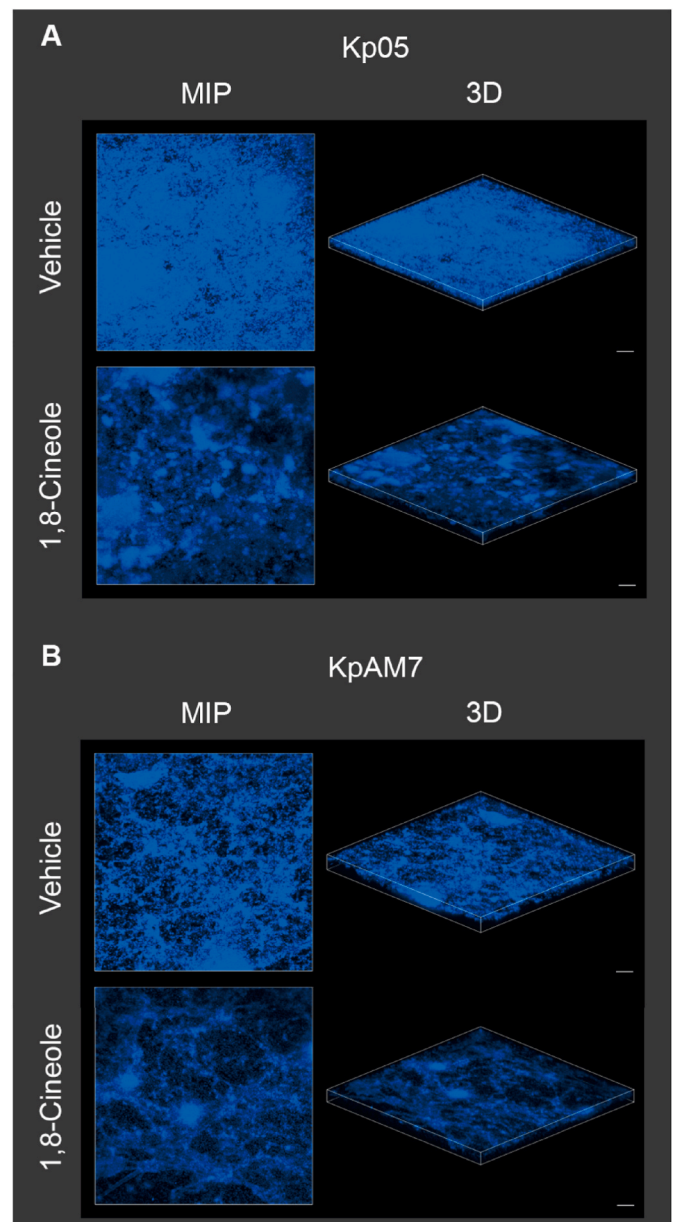 A
Kp05
MIP 3D
Vehicle
1,8-Cineole
B
KpAM7
MIP 3D
Vehicle
1,8-Cineole